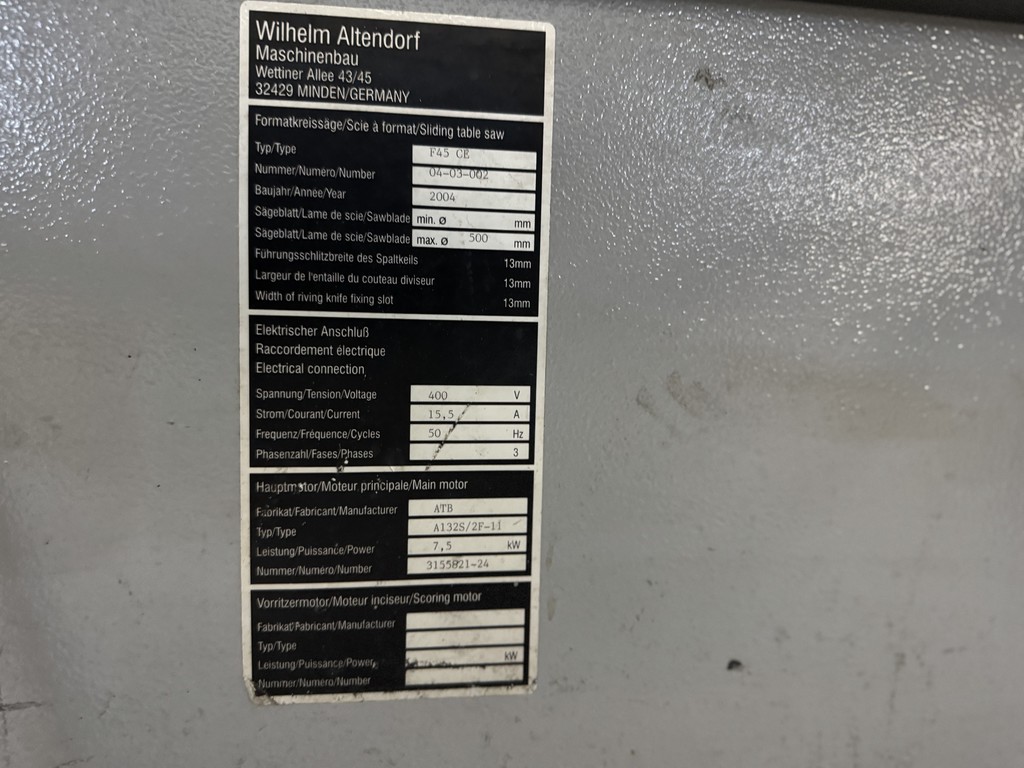 Wilhelm Altendorf
Maschinenbau
Wettiner Allee 43/45
32429 MINDEN/GERMANY
Formatkreissäge/Scie à format/Sliding table saw
Typ/Type F45 CE
Nummer/Numero/Number 04-03-002
Baujahr/Année/Year 2004
Sägeblatt/Lame de scie/Sawblade min. ø mm
Sägeblatt/Lame de scie/Sawblade max. ø 500 mm
Führungsschlitzbreite des Spaltkeils 13mm
Largeur de l'entaille du couteau diviseur 13mm
Width of riving knife fixing slot 13mm
Elektrischer Anschluß
Raccordement électrique
Electrical connection
Spannung/Tension/Voltage 400 V
Strom/Courant/Current 15,5 A
Frequenz/Fréquence/Cycles 50 Hz
Phasenzahl/Fases/Phases 3
Hauptmotor/Moteur principale/Main motor
Fabrikat/Fabricant/Manufacturer ATB
Typ/Type A132S/2F-11
Leistung/Puissance/Power 7,5 kW
Nummer/Numéro/Number 3155821-24
Vorritzermotor/Moteur inciseur/Scoring motor
Fabrikat/Fabricant/Manufacturer
Typ/Type
Leistung/Puissance/Power kW
Nummer/Numero/Number